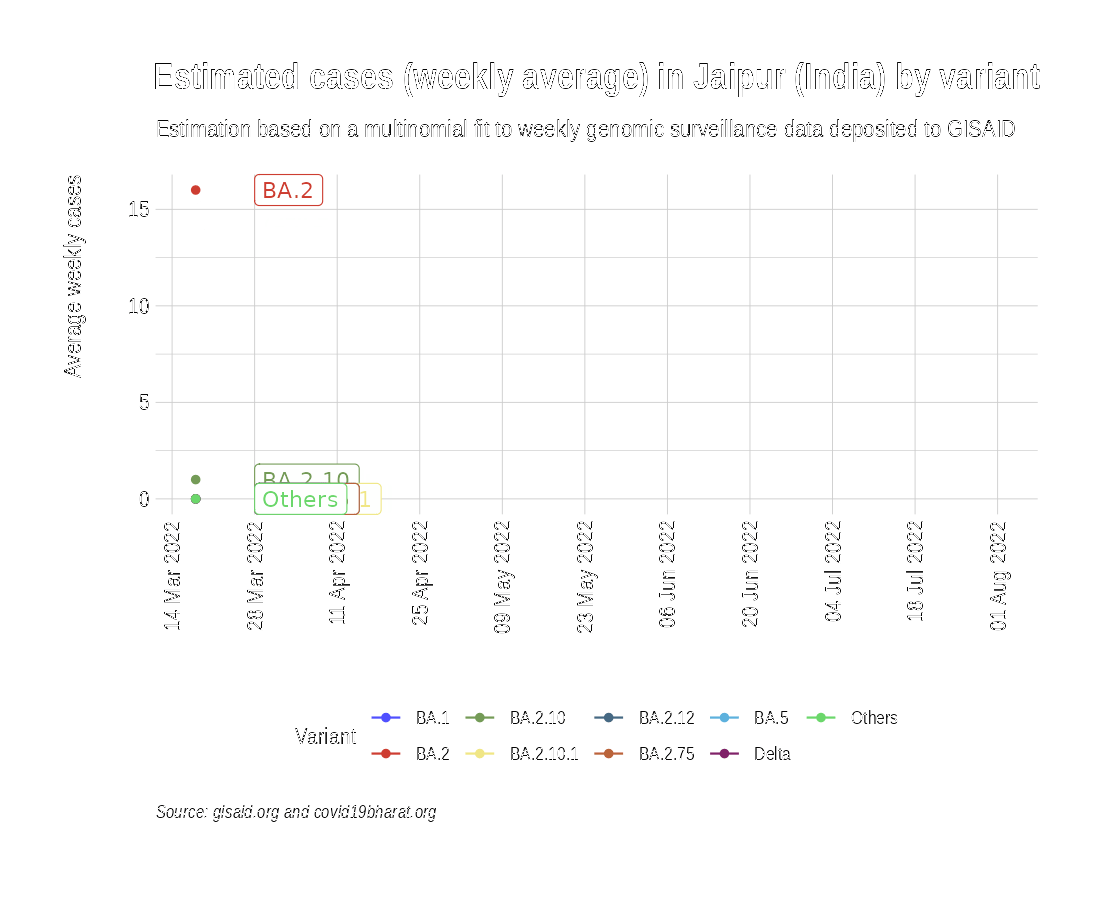 Estimated cases (weekly average) in Jaipur (India) by variant
Estimation based on a multinomial fit to weekly genomic surveillance data deposited to GISAID
Average weekly cases
15
10
5
0
BA.2
BA.2.10
Others
1
14 Mar 2022
28 Mar 2022
11 Apr 2022
25 Apr 2022
09 May 2022
23 May 2022
06 Jun 2022
20 Jun 2022
04 Jul 2022
18 Jul 2022
01 Aug 2022
Variant
BA.1 BA.2.10 BA.2.12 BA.5 Others
BA.2 BA.2.10.1 BA.2.75 Delta
Source: gisaid.org and covid19bharat.org